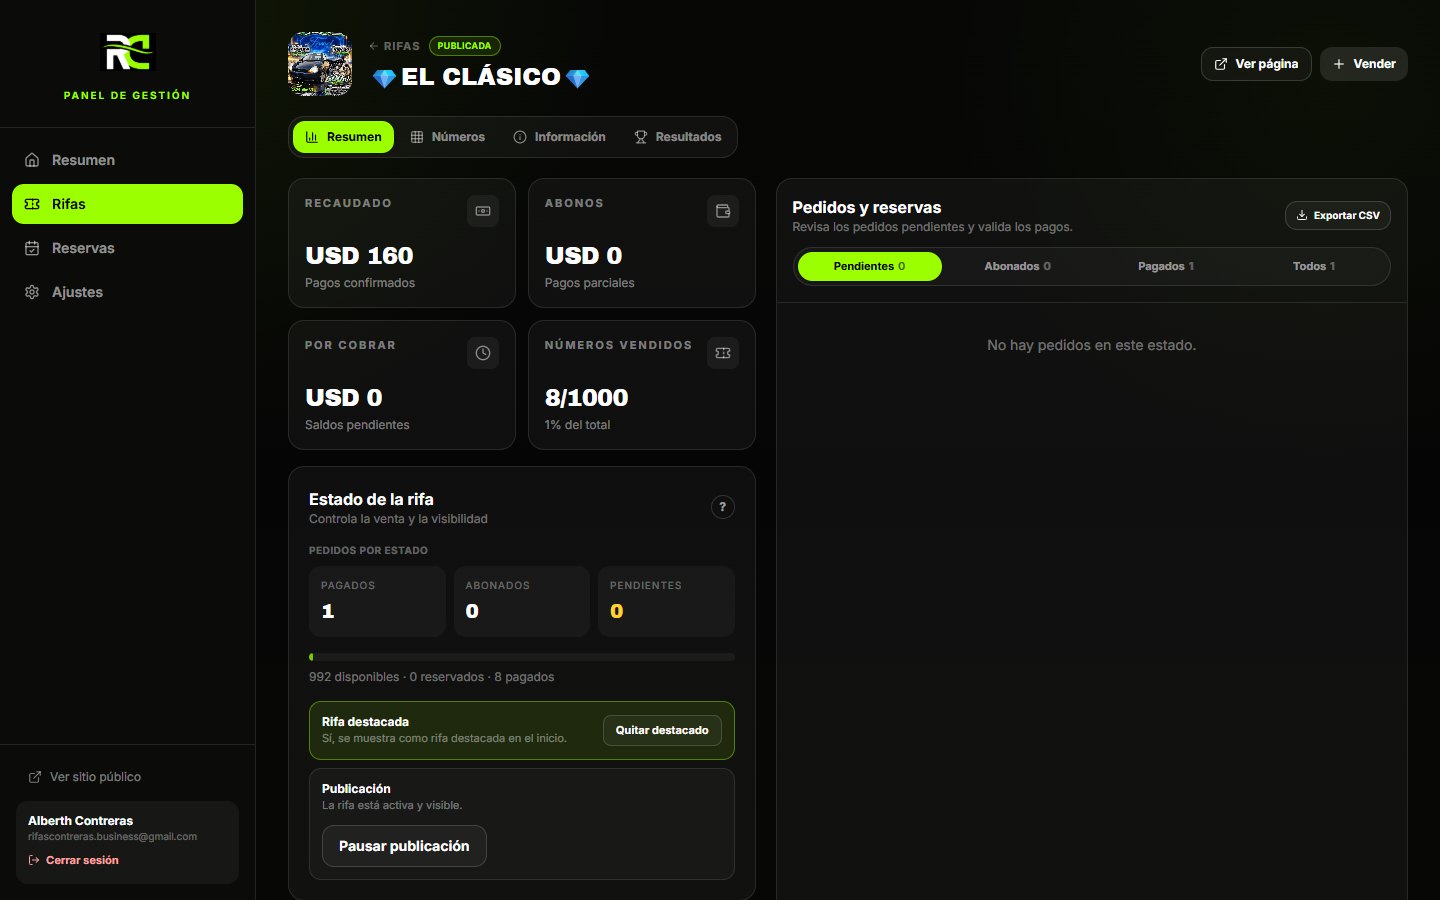 RC
PANEL DE GESTIÓN
Resumen
Rifas
Reservas
Ajustes
Ver sitio público
Alberth Contreras
rifascontreras.business@gmail.com
Cerrar sesión
← RIFAS PUBLICADA
💎EL CLÁSICO💎
Ver página
+ Vender
Resumen Números Información Resultados
RECAUDADO
USD 160
Pagos confirmados
ABONOS
USD 0
Pagos parciales
POR COBRAR
USD 0
Saldos pendientes
NÚMEROS VENDIDOS
8/1000
1% del total
Estado de la rifa
Controla la venta y la visibilidad
?
PEDIDOS POR ESTADO
PAGADOS
1
ABONADOS
0
PENDIENTES
0
992 disponibles · 0 reservados · 8 pagados
Rifa destacada
Sí, se muestra como rifa destacada en el inicio.
Quitar destacado
Publicación
La rifa está activa y visible.
Pausar publicación
Pedidos y reservas
Revisa los pedidos pendientes y valida los pagos.
Exportar CSV
Pendientes 0 Abonados 0 Pagados 1 Todos 1
No hay pedidos en este estado.